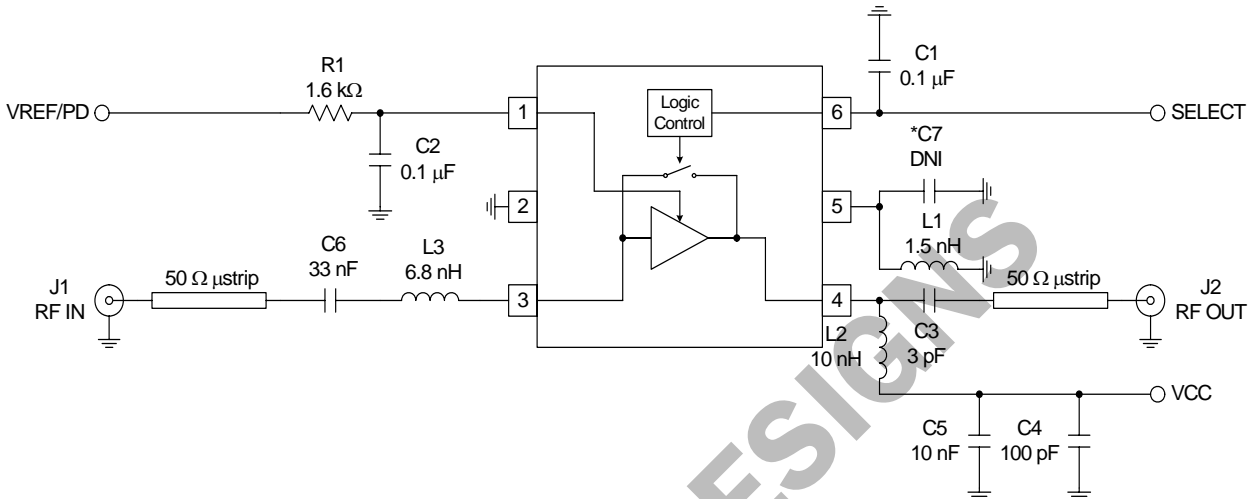 VREF/PD
R1
1.6 kΩ
C2
0.1 μF
1
2
3
J1
RF IN
50 Ω μstrip
C6
33 nF
L3
6.8 nH
Logic
Control
6
5
4
C1
0.1 μF
SELECT
*C7
DNI
L1
1.5 nH
50 Ω μstrip
J2
RF OUT
L2
10 nH
C3
3 pF
VCC
C5
10 nF
C4
100 pF
ESIGNS